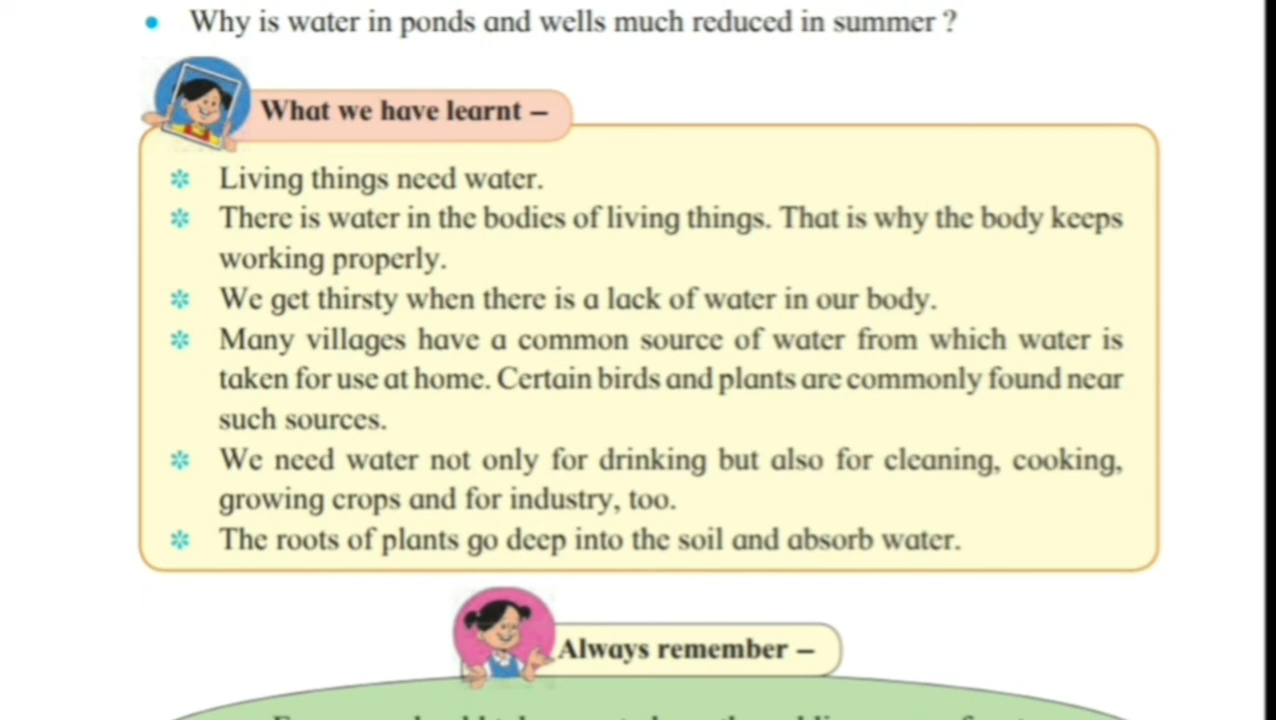 Why is water in ponds and wells much reduced in summer ?
What we have learnt –
Living things need water.
There is water in the bodies of living things. That is why the body keeps
working properly.
We get thirsty when there is a lack of water in our body.
Many villages have a common source of water from which water is
taken for use at home. Certain birds and plants are commonly found near
such sources.
We need water not only for drinking but also for cleaning, cooking,
growing crops and for industry, too.
The roots of plants go deep into the soil and absorb water.
Always remember –